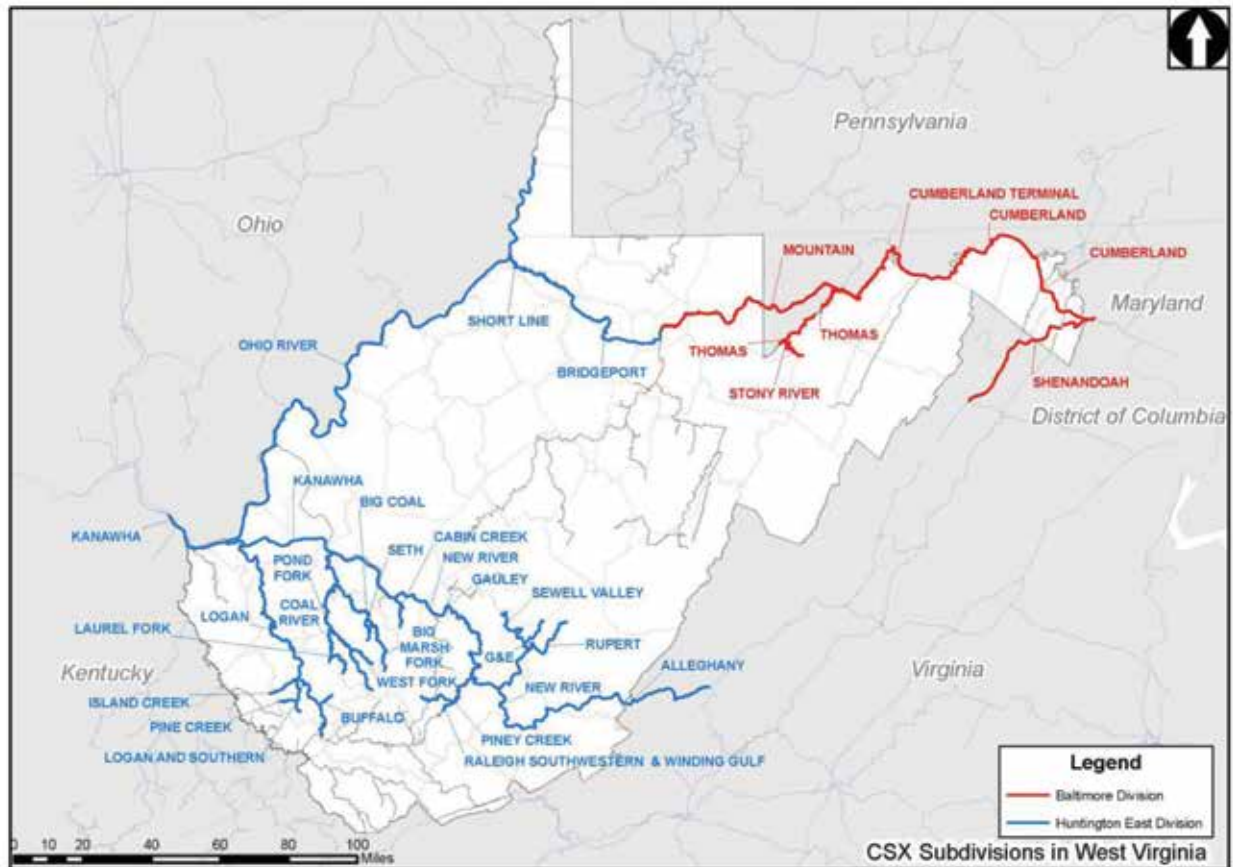 Pennsylvania
CUMBERLAND TERMINAL
CUMBERLAND
Ohio
MOUNTAIN
CUMBERLAND
Maryland
SHORT LINE
THOMAS
OHIO RIVER
THOMAS
BRIDGEPORT
STONY RIVER
SHENANDOAH
District of Columbia
KANAWHA
BIG COAL
KANAWHA
CABIN CREEK
SETH
NEW RIVER
POND
FORK
GAULEY
SEWELL VALLEY
LOGAN
COAL
RIVER
LAUREL FORK
BIG
MARSH
FORK
RUPERT
G&E
Kentucky
ALLEGHANY
Virginia
WEST FORK
NEW RIVER
ISLAND CREEK
BUFFALO
PINE CREEK
PINEY CREEK
LOGAN AND SOUTHERN
RALEIGH SOUTHWESTERN & WINDING GULF
Legend
Baltimore Division
Huntington East Division
0 10 20 40 60 80 100
Miles
CSX Subdivisions in West Virginia